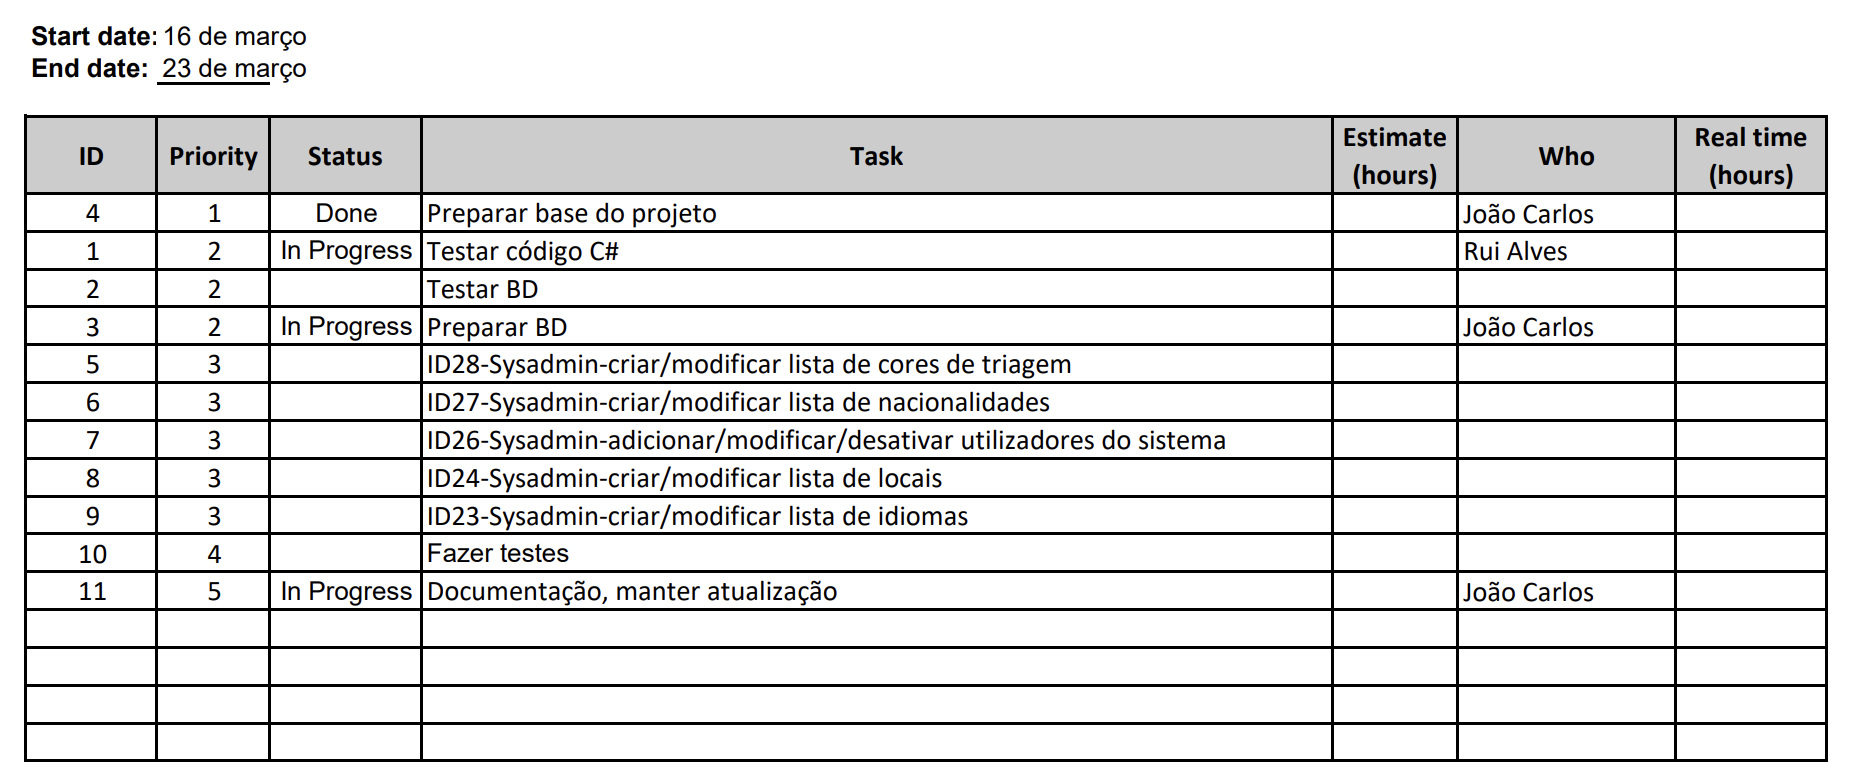 Start date: 16 de março
End date: 23 de março
ID Priority Status Task Estimate (hours) Who Real time (hours)
4 1 Done Preparar base do projeto João Carlos
1 2 In Progress Testar código C# Rui Alves
2 2 Testar BD
3 2 In Progress Preparar BD João Carlos
5 3 ID28-Sysadmin-criar/modificar lista de cores de triagem
6 3 ID27-Sysadmin-criar/modificar lista de nacionalidades
7 3 ID26-Sysadmin-adicionar/modificar/desativar utilizadores do sistema
8 3 ID24-Sysadmin-criar/modificar lista de locais
9 3 ID23-Sysadmin-criar/modificar lista de idiomas
10 4 Fazer testes
11 5 In Progress Documentação, manter atualização João Carlos